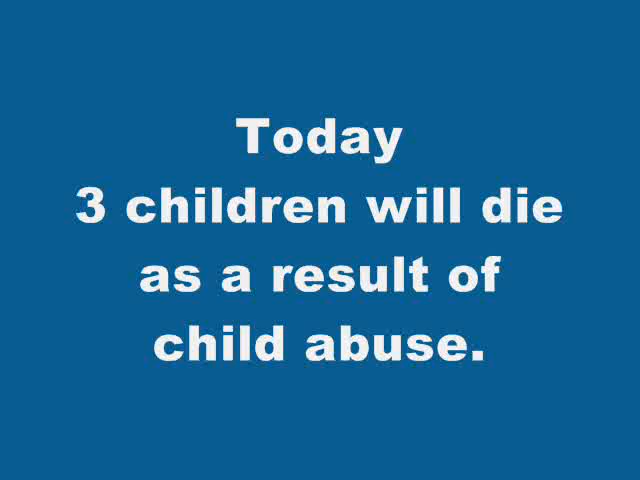 Today
3 children will die
as a result of
child abuse.